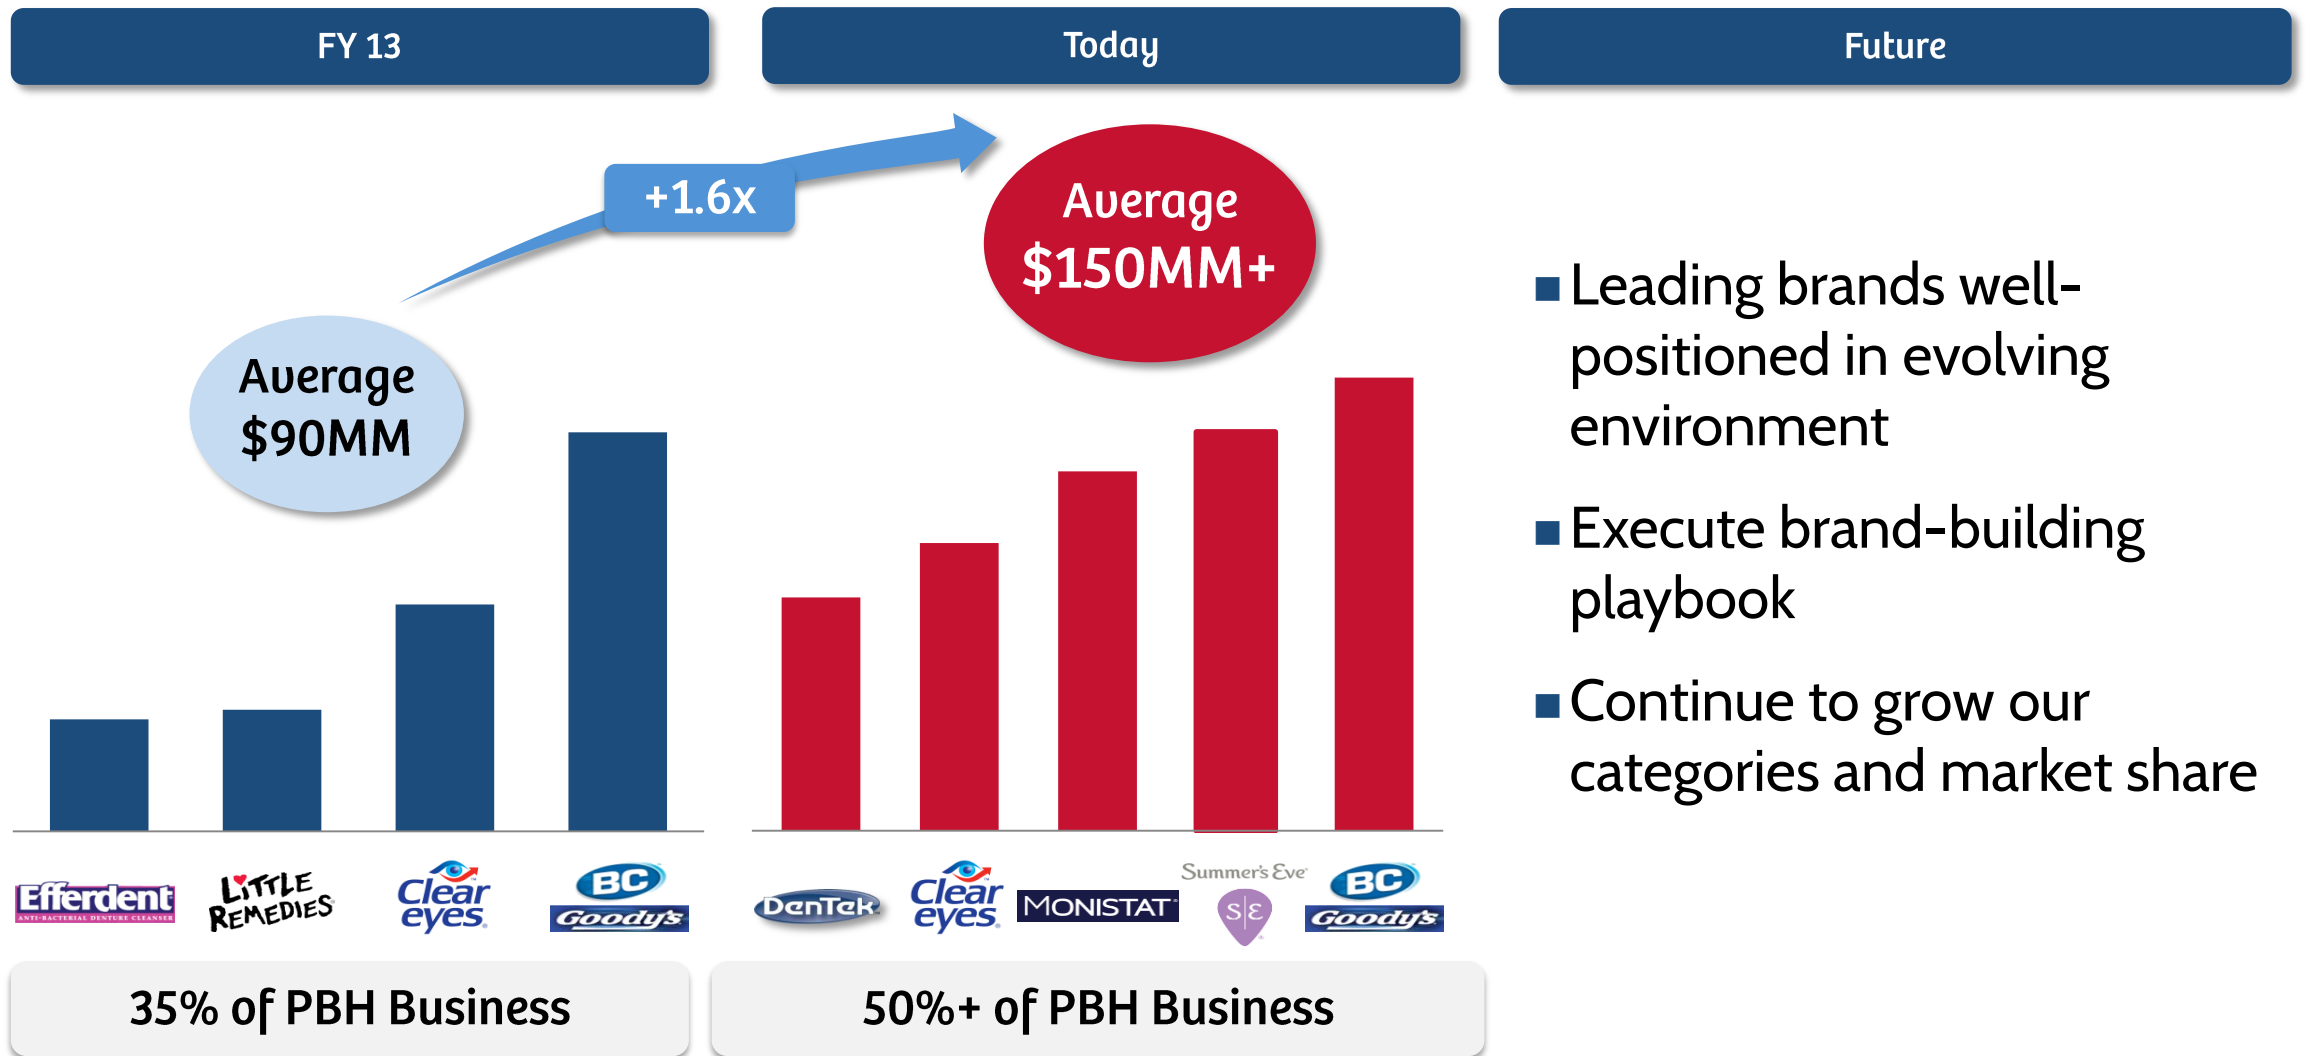 FY 13
Today
Future
+1.6x
Average
$90MM
Average
$150MM+
Leading brands well-
positioned in evolving
environment
Execute brand-building
playbook
Continue to grow our
categories and market share
Efferdent
ANTI-BACTERIAL DENTURE CLEANSER
LiTTLE
REMEDIES
Clear
eyes
BC
Goody's
DenTek
Clear
eyes
MONISTAT
Summer's Eve
S|E
BC
Goody's
35% of PBH Business
50%+ of PBH Business